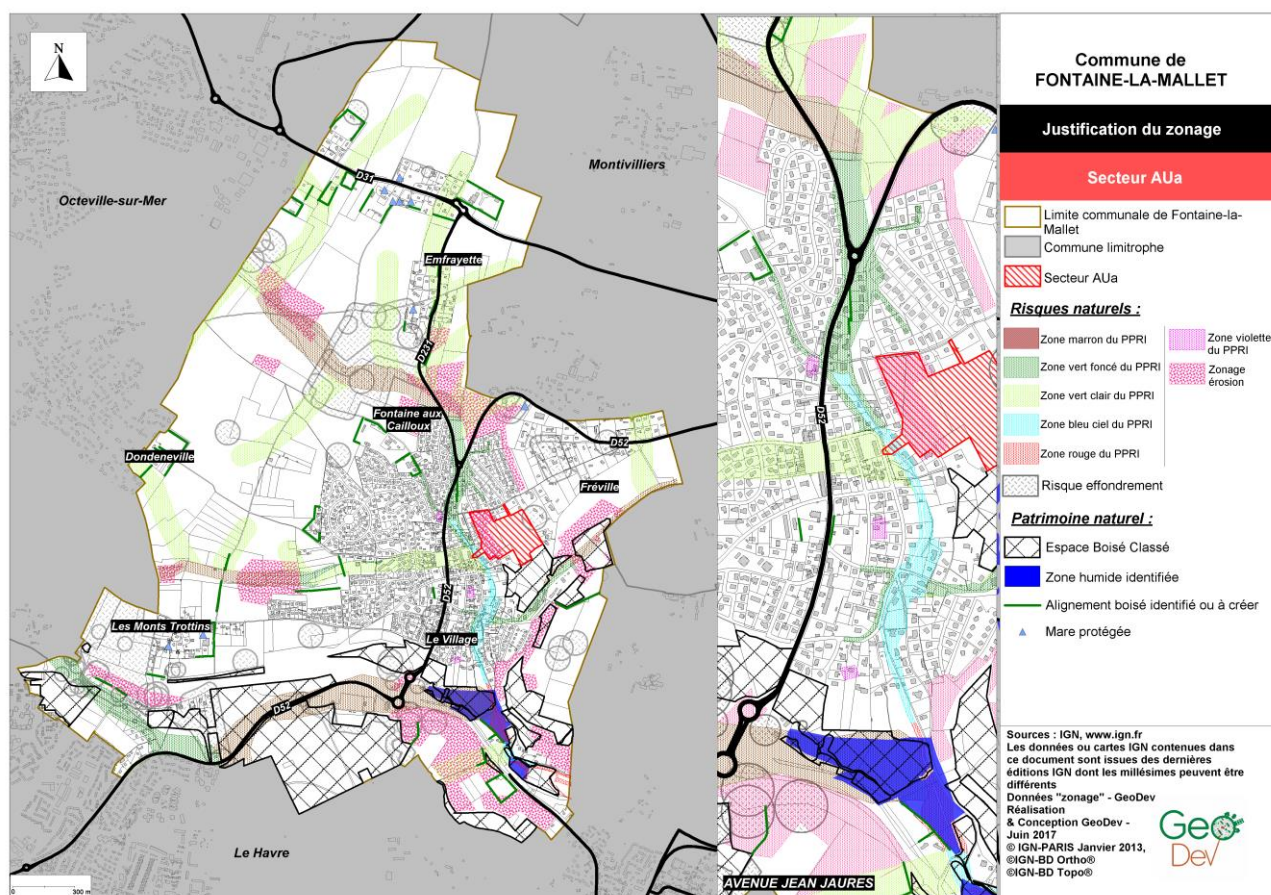 N
Octeville-sur-Mer
Montivilliers
D31
Emfrayette
D231
Fontaine aux
Cailloux
D52
Dondeneville
Fréville
D52
Les Monts Trottins
Le Village
D52
Le Havre
0 300 m
D52
AVENUE JEAN JAURES
Commune de
FONTAINE-LA-MALLET
Justification du zonage
Secteur AUa
Limite communale de Fontaine-la-
Mallet
Commune limitrophe
Secteur AUa
Risques naturels :
Zone marron du PPRI
Zone vert foncé du PPRI
Zone vert clair du PPRI
Zone bleu ciel du PPRI
Zone rouge du PPRI
Zone violette
du PPRI
Zonage
érosion
Risque effondrement
Patrimoine naturel :
Espace Boisé Classé
Zone humide identifiée
Alignement boisé identifié ou à créer
Mare protégée
Sources : IGN, www.ign.fr
Les données ou cartes IGN contenues dans
ce document sont issues des dernières
éditions IGN dont les millésimes peuvent être
différents
Données "zonage" - GeoDev
Réalisation
& Conception GeoDev -
Juin 2017
© IGN-PARIS Janvier 2013,
©IGN-BD Ortho®
©IGN-BD Topo®
Geo
Dev